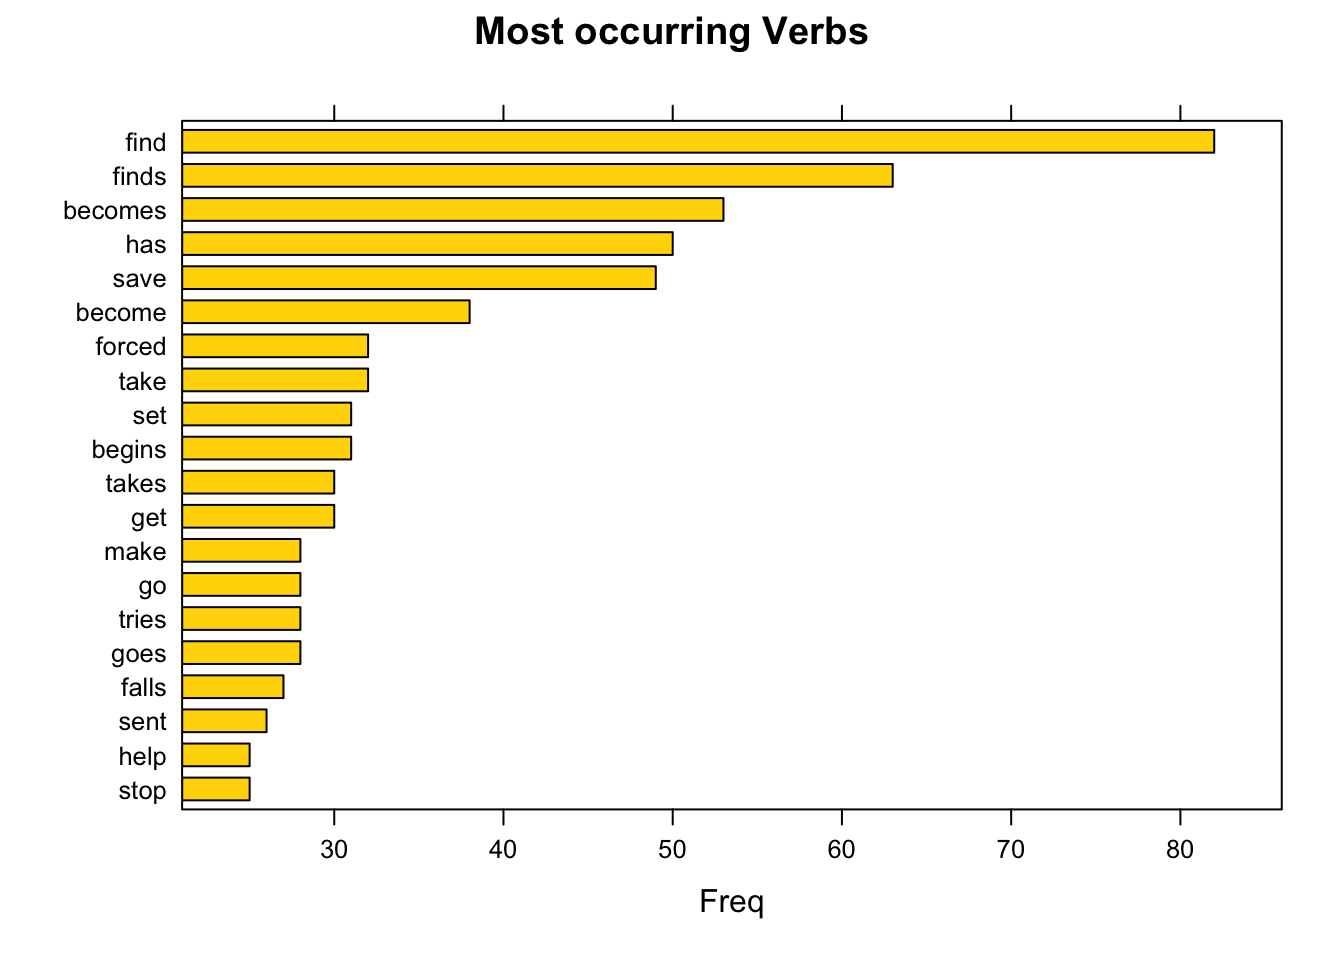 Most occurring Verbs
find
finds
becomes
has
save
become
forced
take
set
begins
takes
get
make
go
tries
goes
falls
sent
help
stop
30 40 50 60 70 80
Freq